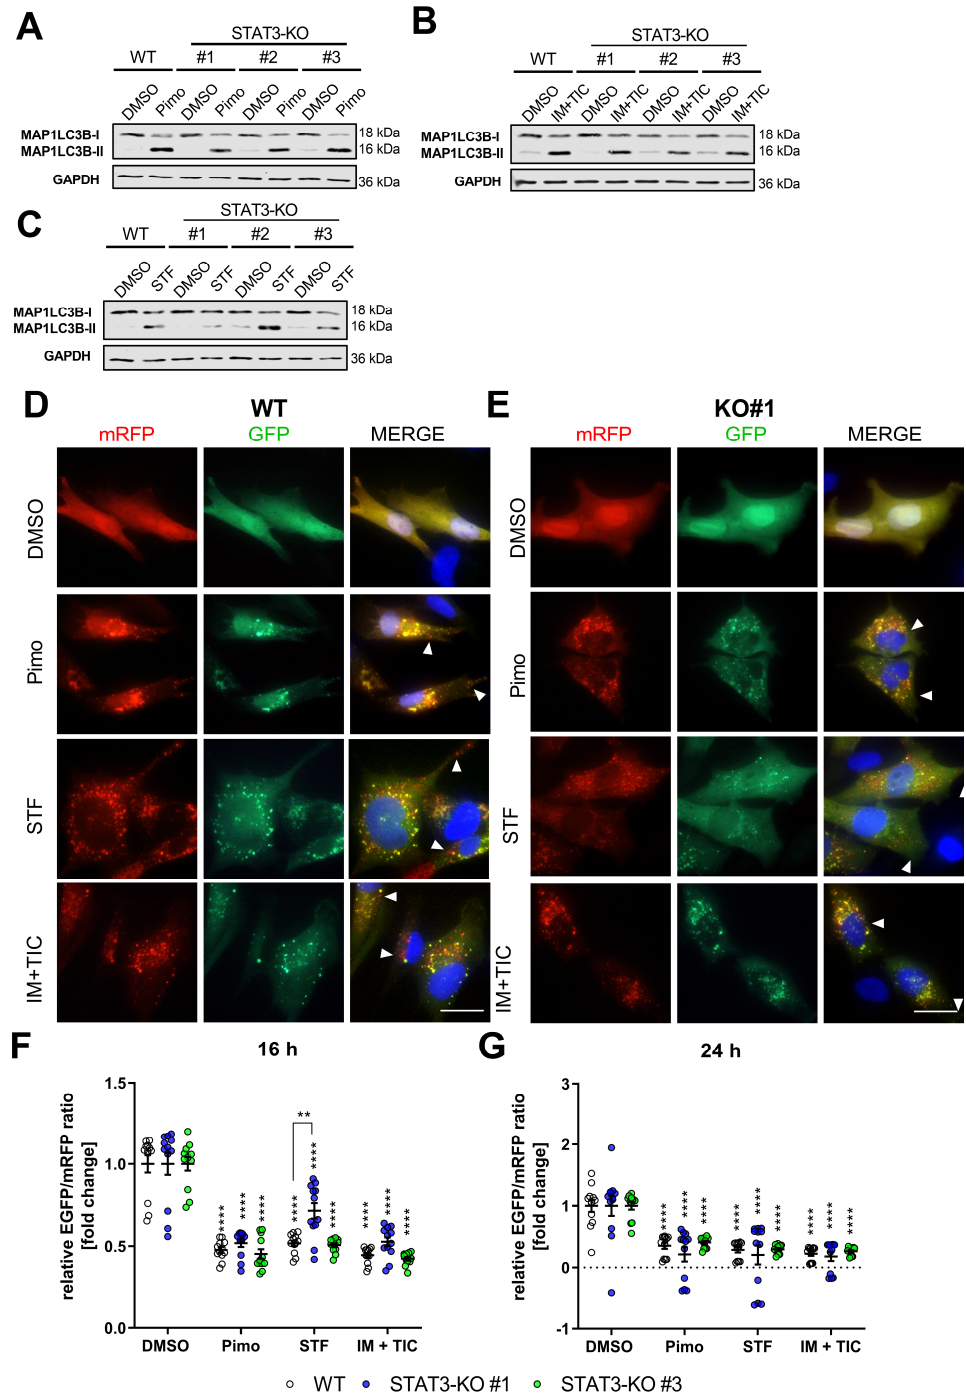 A
STAT3-KO
WT #1 #2 #3
DMSO Pimo DMSO Pimo DMSO Pimo DMSO Pimo
MAP1LC3B-I 18 kDa
MAP1LC3B-II 16 kDa
GAPDH 36 kDa
B
STAT3-KO
WT #1 #2 #3
DMSO IM+TIC DMSO IM+TIC DMSO IM+TIC DMSO IM+TIC
MAP1LC3B-I 18 kDa
MAP1LC3B-II 16 kDa
GAPDH 36 kDa
C
STAT3-KO
WT #1 #2 #3
DMSO STF DMSO STF DMSO STF DMSO STF
MAP1LC3B-I 18 kDa
MAP1LC3B-II 16 kDa
GAPDH 36 kDa
D WT
mRFP GFP MERGE
DMSO
Pimo
STF
IM+TIC
E KO#1
mRFP GFP MERGE
DMSO
Pimo
STF
IM+TIC
F 16 h
relative EGFP/mRFP ratio
[fold change]
1.5
1.0
0.5
0.0
**** **** **** **** **** **** **** **** ****
**
DMSO Pimo STF IM + TIC
G 24 h
relative EGFP/mRFP ratio
[fold change]
3
2
1
0
-1
**** **** **** **** **** **** **** **** ****
DMSO Pimo STF IM + TIC
WT STAT3-KO #1 STAT3-KO #3